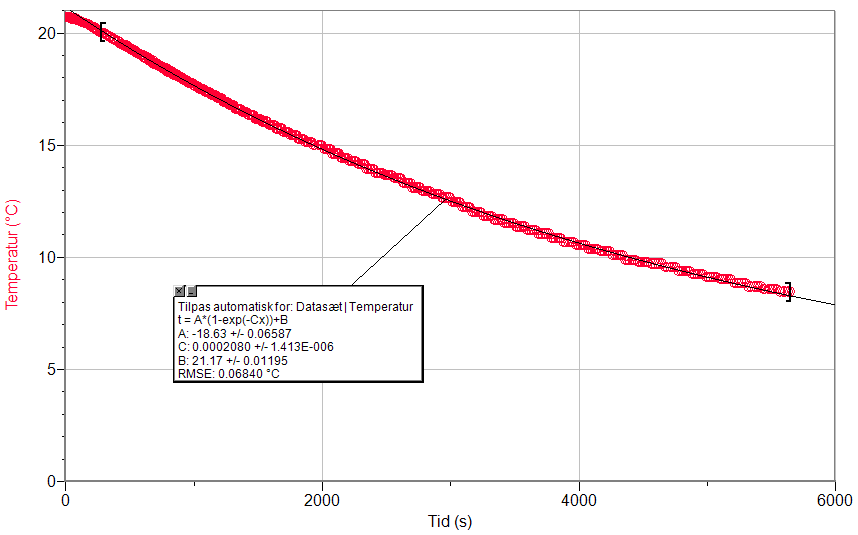 20
15
10
5
0
Temperatur (°C)
Tilpas automatisk for: Datasæt | Temperatur
t = A*(1-exp(-Cx))+B
A: -18.63 +/- 0.06587
C: 0.0002080 +/- 1.413E-006
B: 21.17 +/- 0.01195
RMSE: 0.06840 °C
0
2000
4000
6000
Tid (s)